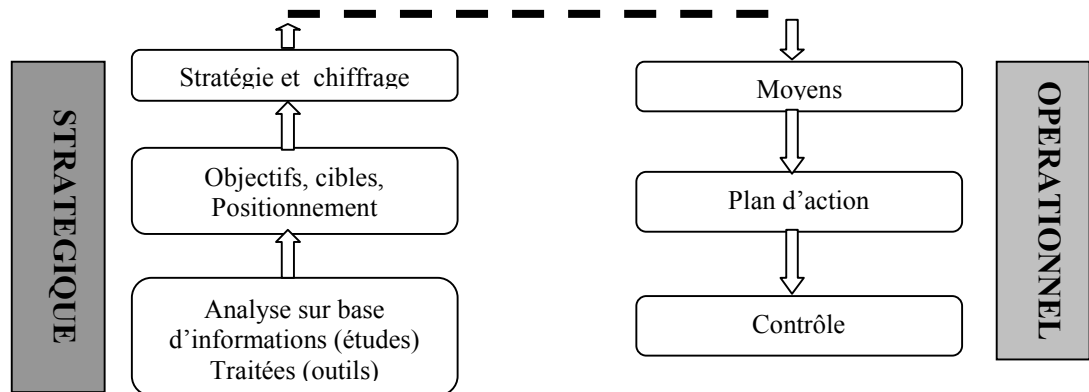 STRATEGIQUE
Stratégie et chiffrage
Objectifs, cibles,
Positionnement
Analyse sur base
d’informations (études)
Traitées (outils)
Moyens
Plan d’action
Contrôle
OPERATIONNEL